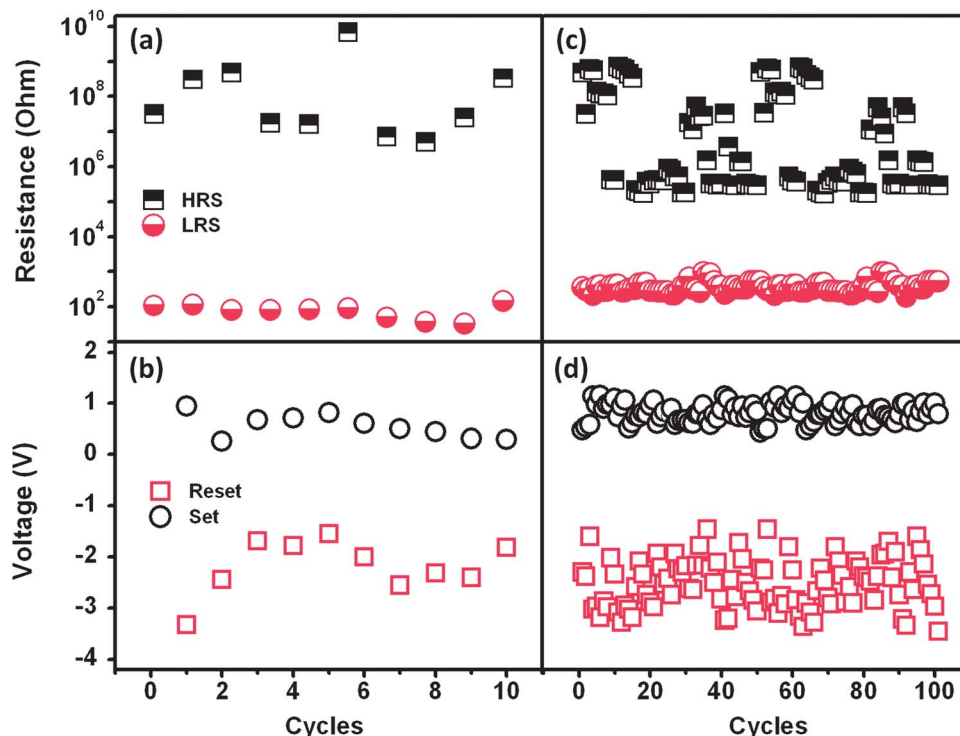 Resistance (Ohm)
10^10
10^8
10^6
10^4
10^2
(a)
HRS
LRS
(c)
Voltage (V)
2
1
0
-1
-2
-3
-4
(b)
Reset
Set
(d)
0 2 4 6 8 10
Cycles
0 20 40 60 80 100
Cycles